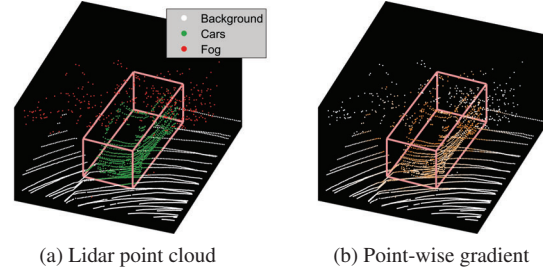 Background
Cars
Fog
(a) Lidar point cloud
(b) Point-wise gradient